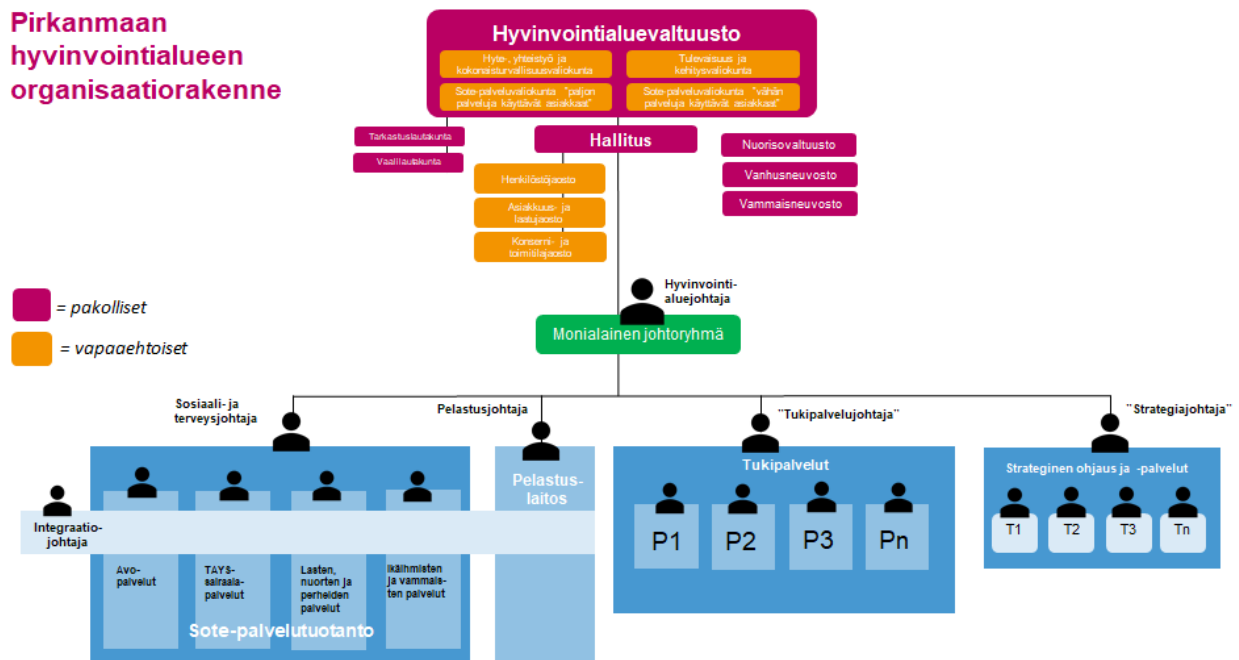 Pirkanmaan
hyvinvointialueen
organisaatiorakenne
Hyvinvointialuevaltuusto
Hyte-, yhteistyö ja
kokonaisturvallisuusvaliokunta
Tulevaisuus ja
kehitysvaliokunta
Sote-palveluvaliokunta "paljon
palveluja käyttävät asiakkaat"
Sote-palveluvaliokunta "vähän
palveluja käyttävät asiakkaat"
Tarkastuslautakunta
Vaalilautakunta
Hallitus
Nuorisovaltuusto
Vanhusneuvosto
Vammaisneuvosto
Henkilöstöjaosto
Asiakkuus- ja
laatujaosto
Konserni- ja
toimitilajaosto
= pakolliset
= vapaaehtoiset
Hyvinvointi-
aluejohtaja
Monialainen johtoryhmä
Sosiaali- ja
terveysjohtaja
Pelastusjohtaja
"Tukipalvelujohtaja"
"Strategiajohtaja"
Integraatio-
johtaja
Avo-
palvelut
TAYS-
sairaala-
palvelut
Lasten,
nuorten ja
perheiden
palvelut
Ikäihmisten
ja vammais-
ten palvelut
Sote-palvelutuotanto
Pelastus-
laitos
Tukipalvelut
P1
P2
P3
Pn
Strateginen ohjaus ja -palvelut
T1
T2
T3
Tn